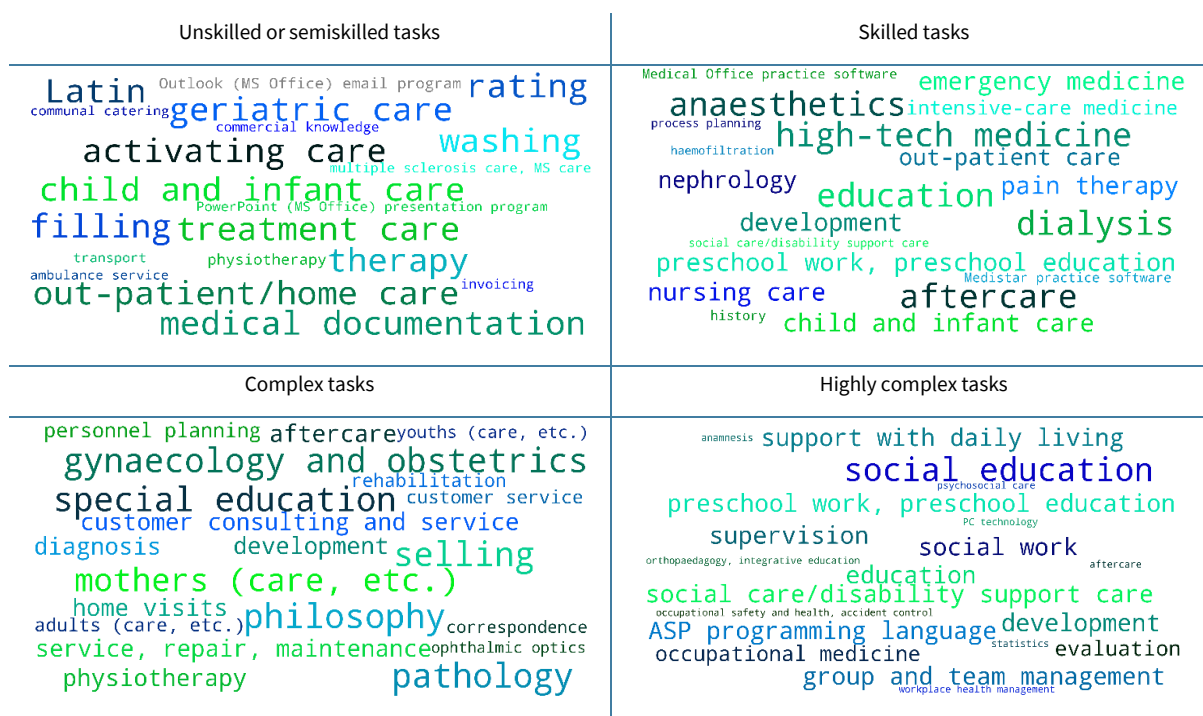 Unskilled or semiskilled tasks
Latin Outlook (MS Office) email program rating
communal catering geriatric care
commercial knowledge
activating care washing
multiple sclerosis care, MS care
child and infant care
PowerPoint (MS Office) presentation program
filling treatment care
transport physiotherapy therapy
ambulance service
out-patient/home care invoicing
medical documentation
Skilled tasks
Medical Office practice software emergency medicine
anaesthetics intensive-care medicine
process planning high-tech medicine
haemofiltration out-patient care
nephrology education pain therapy
development dialysis
social care/disability support care
preschool work, preschool education
Medistar practice software
nursing care aftercare
history child and infant care
Complex tasks
personnel planning aftercare youths (care, etc.)
gynaecology and obstetrics
rehabilitation
special education customer service
customer consulting and service
diagnosis development selling
mothers (care, etc.)
home visits philosophy
adults (care, etc.) correspondence
service, repair, maintenance ophthalmic optics
physiotherapy pathology
Highly complex tasks
anamnesis support with daily living
social education
psychosocial care
preschool work, preschool education
PC technology
supervision social work
orthopaedagogy, integrative education aftercare
education
social care/disability support care
occupational safety and health, accident control
ASP programming language development
statistics
occupational medicine evaluation
group and team management
workplace health management